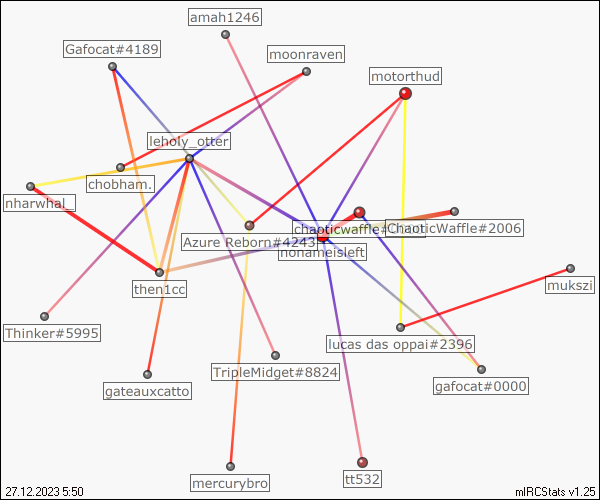 amah1246
Gafocat#4189
moonraven
motorthud
leholy_otter
chobham.
nharwhal_
chaoticwaffle#
ChaoticWaffle#2006
Azure Reborn#4243
nonameisleft
then1cc
mukszi
Thinker#5995
lucas das oppai#2396
TripleMidget#8824
gafocat#0000
gateauxcatto
tt532
mercurybro
27.12.2023 5:50
mIRCStats v1.25